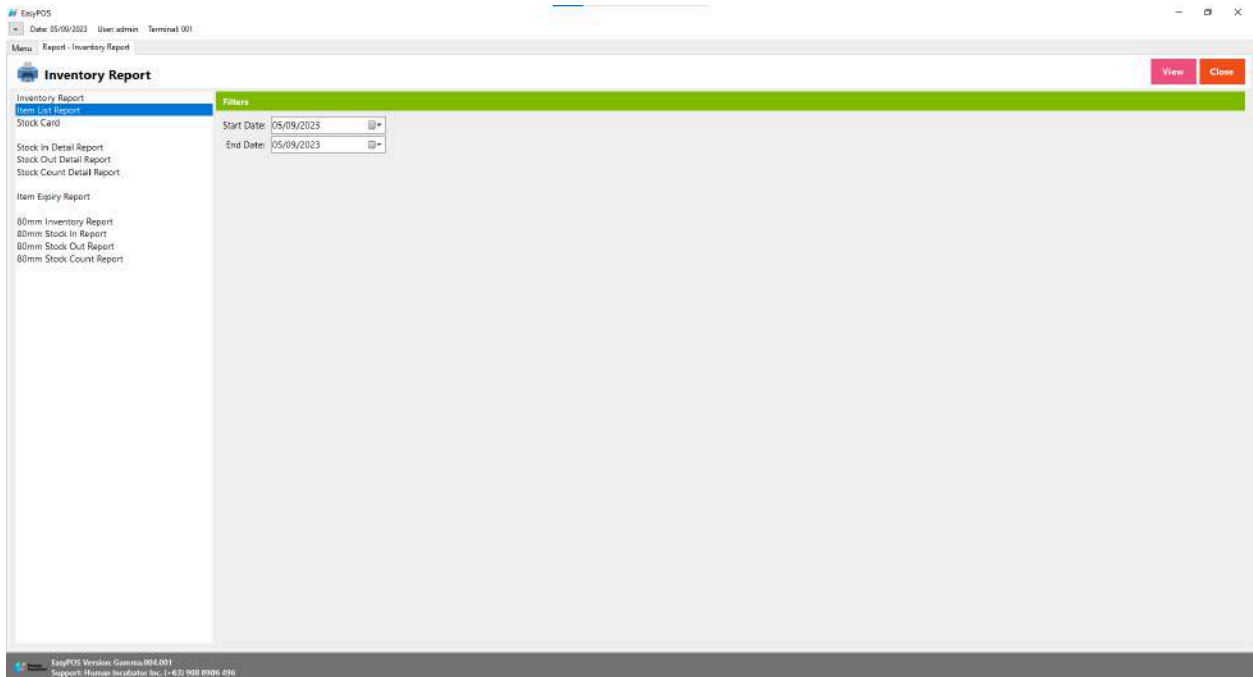 EasyPOS
Date: 05/09/2023 User: admin Terminal: 001
Menu Report - Inventory Report
Inventory Report
View Close
Inventory Report
Item List Report
Stock Card
Stock In Detail Report
Stock Out Detail Report
Stock Count Detail Report
Item Expiry Report
80mm Inventory Report
80mm Stock In Report
80mm Stock Out Report
80mm Stock Count Report
Filters
Start Date: 05/09/2023
End Date: 05/09/2023
EasyPOS Version: Gamma.004.001
Support: Human Incubator Inc. (+63) 908 8906 496